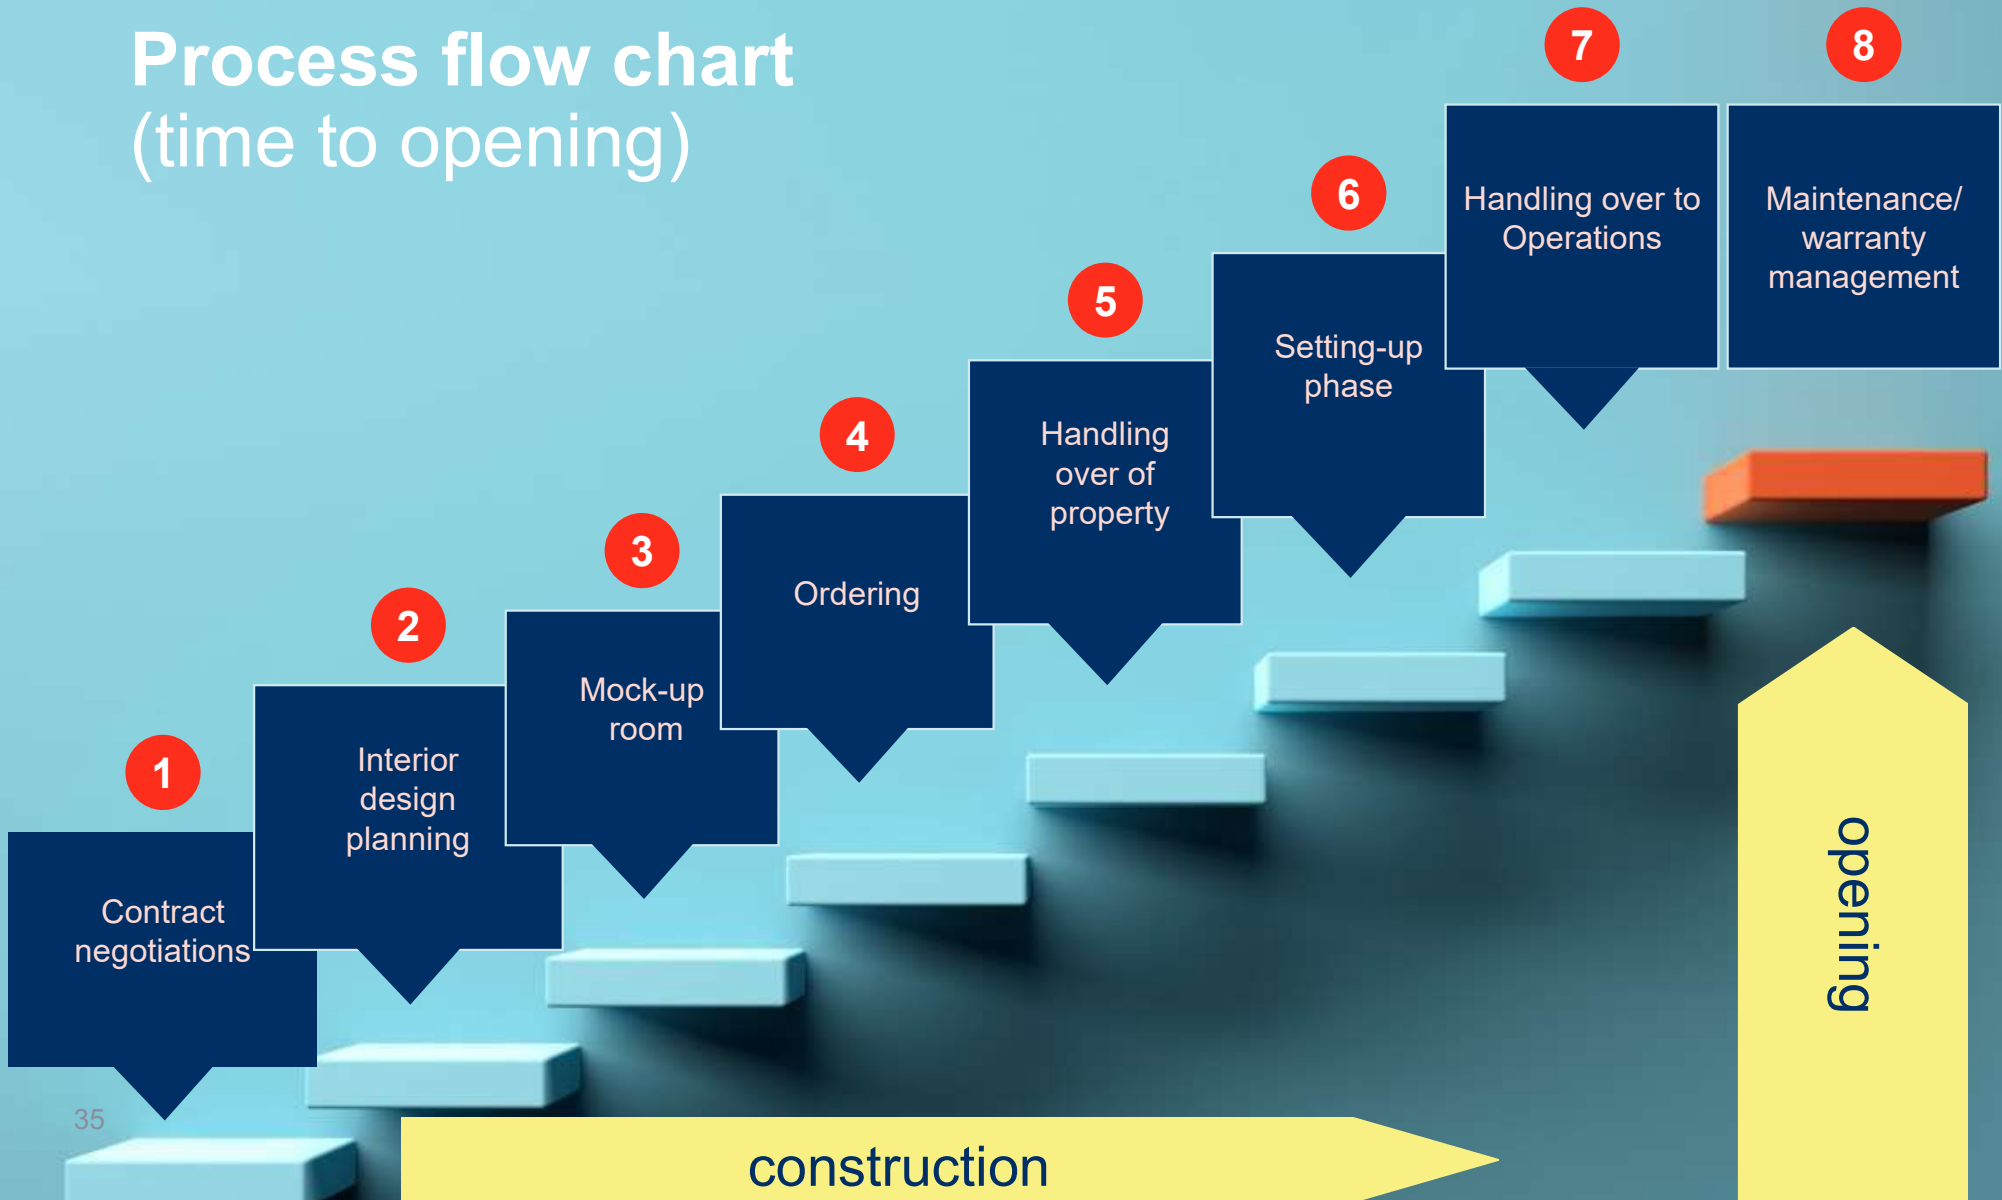 Process flow chart
(time to opening)
1
Contract
negotiations
2
Interior
design
planning
3
Mock-up
room
4
Ordering
5
Handling
over of
property
6
Setting-up
phase
7
Handling over to
Operations
8
Maintenance/
warranty
management
opening
construction
35